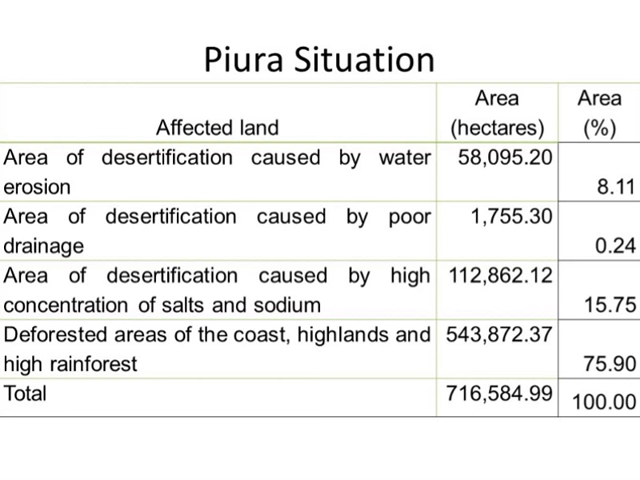 Piura Situation
Affected land
Area
(hectares)
Area
(%)
Area of desertification caused by water
erosion
58,095.20
8.11
Area of desertification caused by poor
drainage
1,755.30
0.24
Area of desertification caused by high
concentration of salts and sodium
112,862.12
15.75
Deforested areas of the coast, highlands and
high rainforest
543,872.37
75.90
Total
716,584.99
100.00